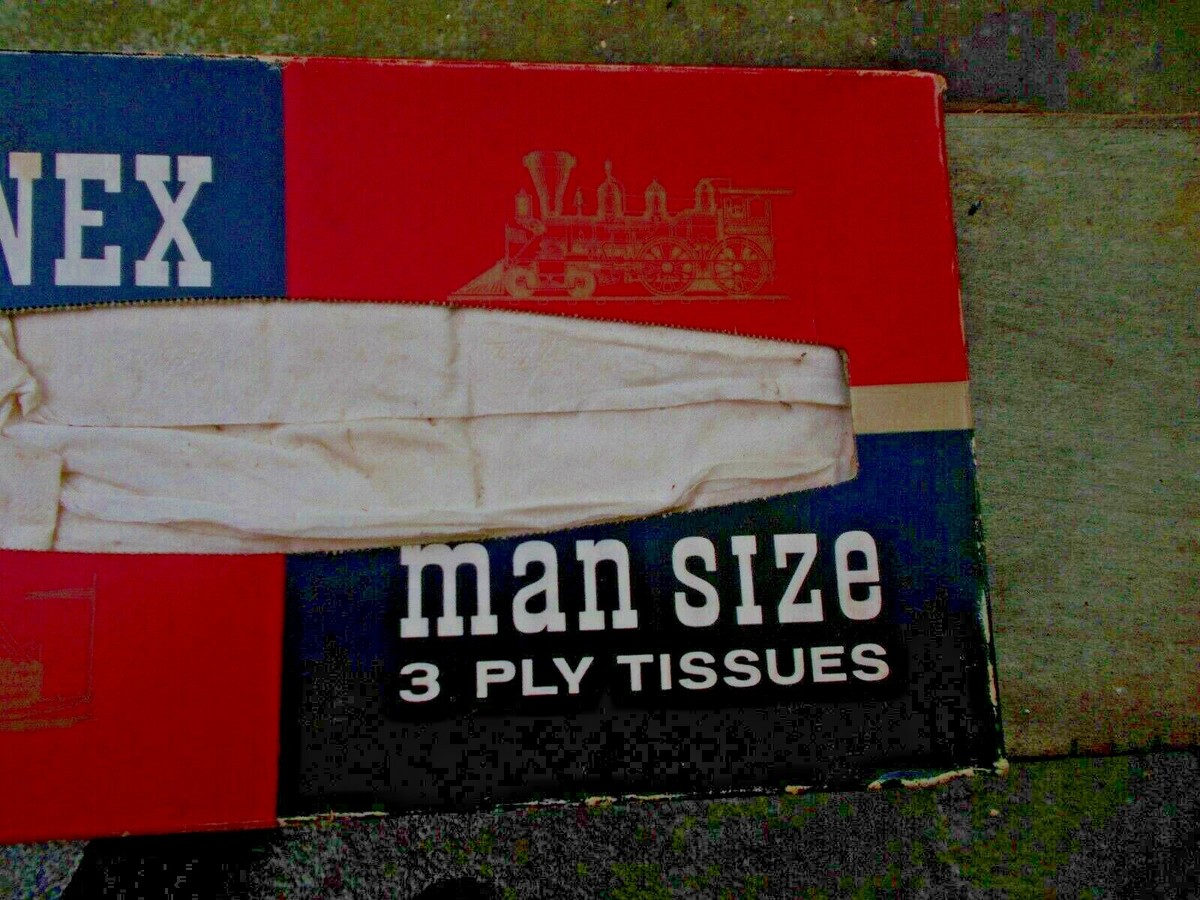 NEX
man size
3 PLY TISSUES